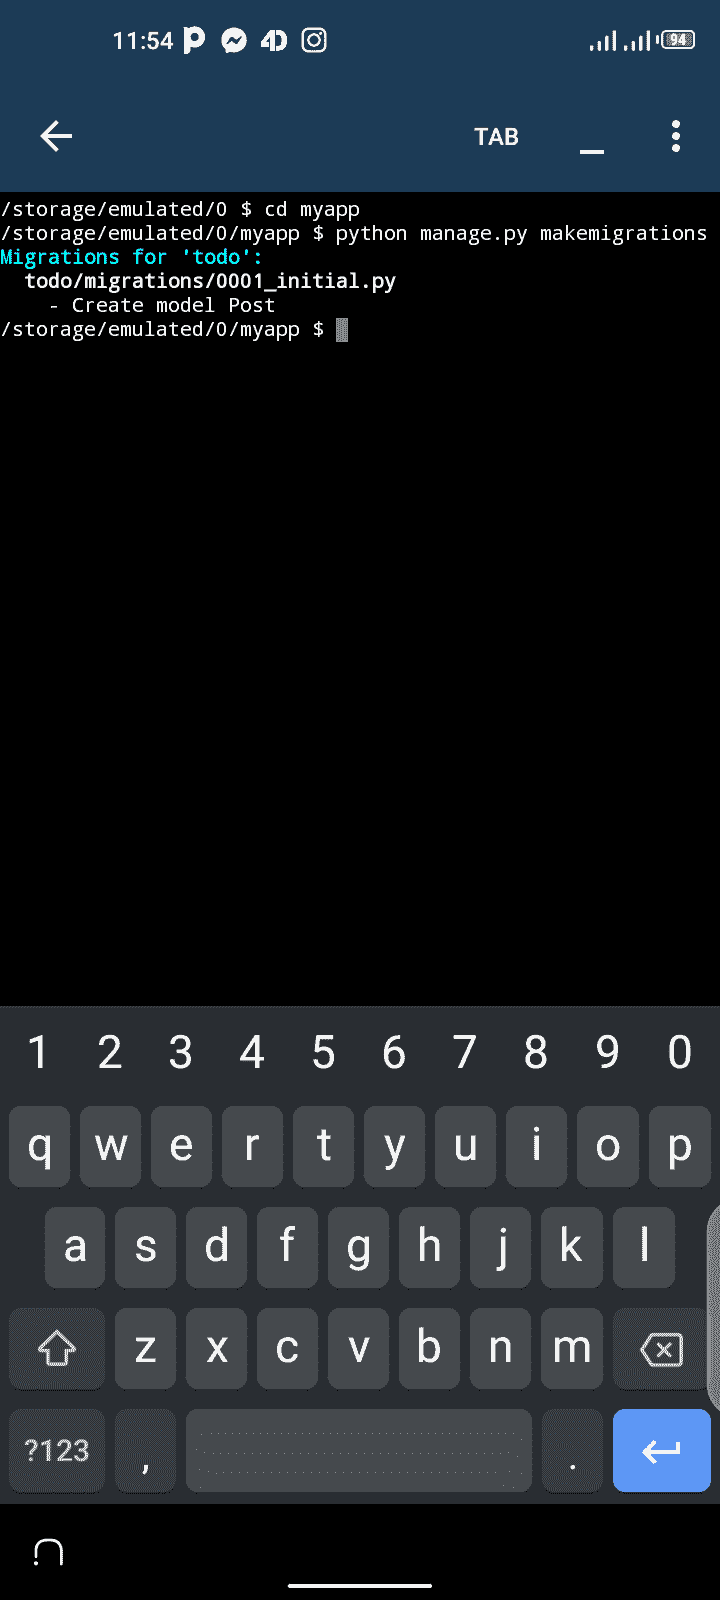 11:54
94
TAB
/storage/emulated/0 $ cd myapp
/storage/emulated/0/myapp $ python manage.py makemigrations
Migrations for 'todo':
todo/migrations/0001_initial.py
- Create model Post
/storage/emulated/0/myapp $
1 2 3 4 5 6 7 8 9 0
q w e r t y u i o p
a s d f g h j k l
z x c v b n m
?123 , .